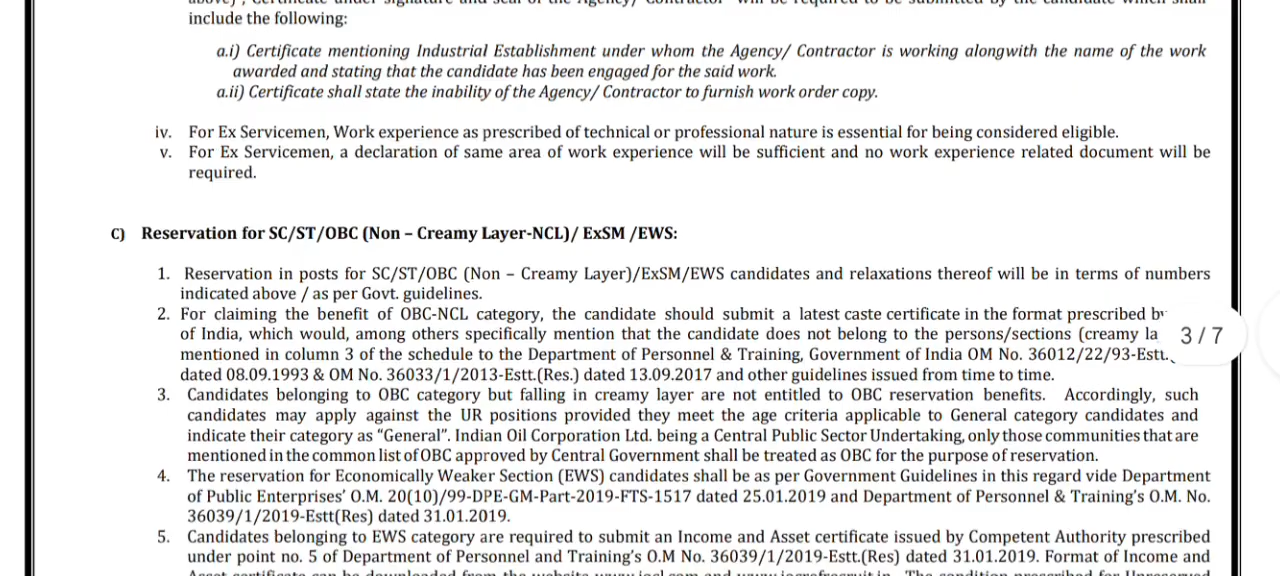 include the following:
a.i) Certificate mentioning Industrial Establishment under whom the Agency/ Contractor is working alongwith the name of the work
awarded and stating that the candidate has been engaged for the said work.
a.ii) Certificate shall state the inability of the Agency/ Contractor to furnish work order copy.
iv. For Ex Servicemen, Work experience as prescribed of technical or professional nature is essential for being considered eligible.
v. For Ex Servicemen, a declaration of same area of work experience will be sufficient and no work experience related document will be
required.
C) Reservation for SC/ST/OBC (Non – Creamy Layer-NCL)/ ExSM /EWS:
1. Reservation in posts for SC/ST/OBC (Non – Creamy Layer)/ExSM/EWS candidates and relaxations thereof will be in terms of numbers
indicated above / as per Govt. guidelines.
2. For claiming the benefit of OBC-NCL category, the candidate should submit a latest caste certificate in the format prescribed
of India, which would, among others specifically mention that the candidate does not belong to the persons/sections (creamy
3/7
mentioned in column 3 of the schedule to the Department of Personnel & Training, Government of India OM No. 36012/22/93-Estt.
dated 08.09.1993 & OM No. 36033/1/2013-Estt.(Res.) dated 13.09.2017 and other guidelines issued from time to time.
3. Candidates belonging to OBC category but falling in creamy layer are not entitled to OBC reservation benefits. Accordingly, such
candidates may apply against the UR positions provided they meet the age criteria applicable to General category candidates and
indicate their category as "General". Indian Oil Corporation Ltd. being a Central Public Sector Undertaking, only those communities that are
mentioned in the common list of OBC approved by Central Government shall be treated as OBC for the purpose of reservation.
4. The reservation for Economically Weaker Section (EWS) candidates shall be as per Government Guidelines in this regard vide Department
of Public Enterprises' O.M. 20(10)/99-DPE-GM-Part-2019-FTS-1517 dated 25.01.2019 and Department of Personnel & Training's O.M. No.
36039/1/2019-Estt(Res) dated 31.01.2019.
5. Candidates belonging to EWS category are required to submit an Income and Asset certificate issued by Competent Authority prescribed
under point no. 5 of Department of Personnel and Training's O.M No. 36039/1/2019-Estt.(Res) dated 31.01.2019. Format of Income and